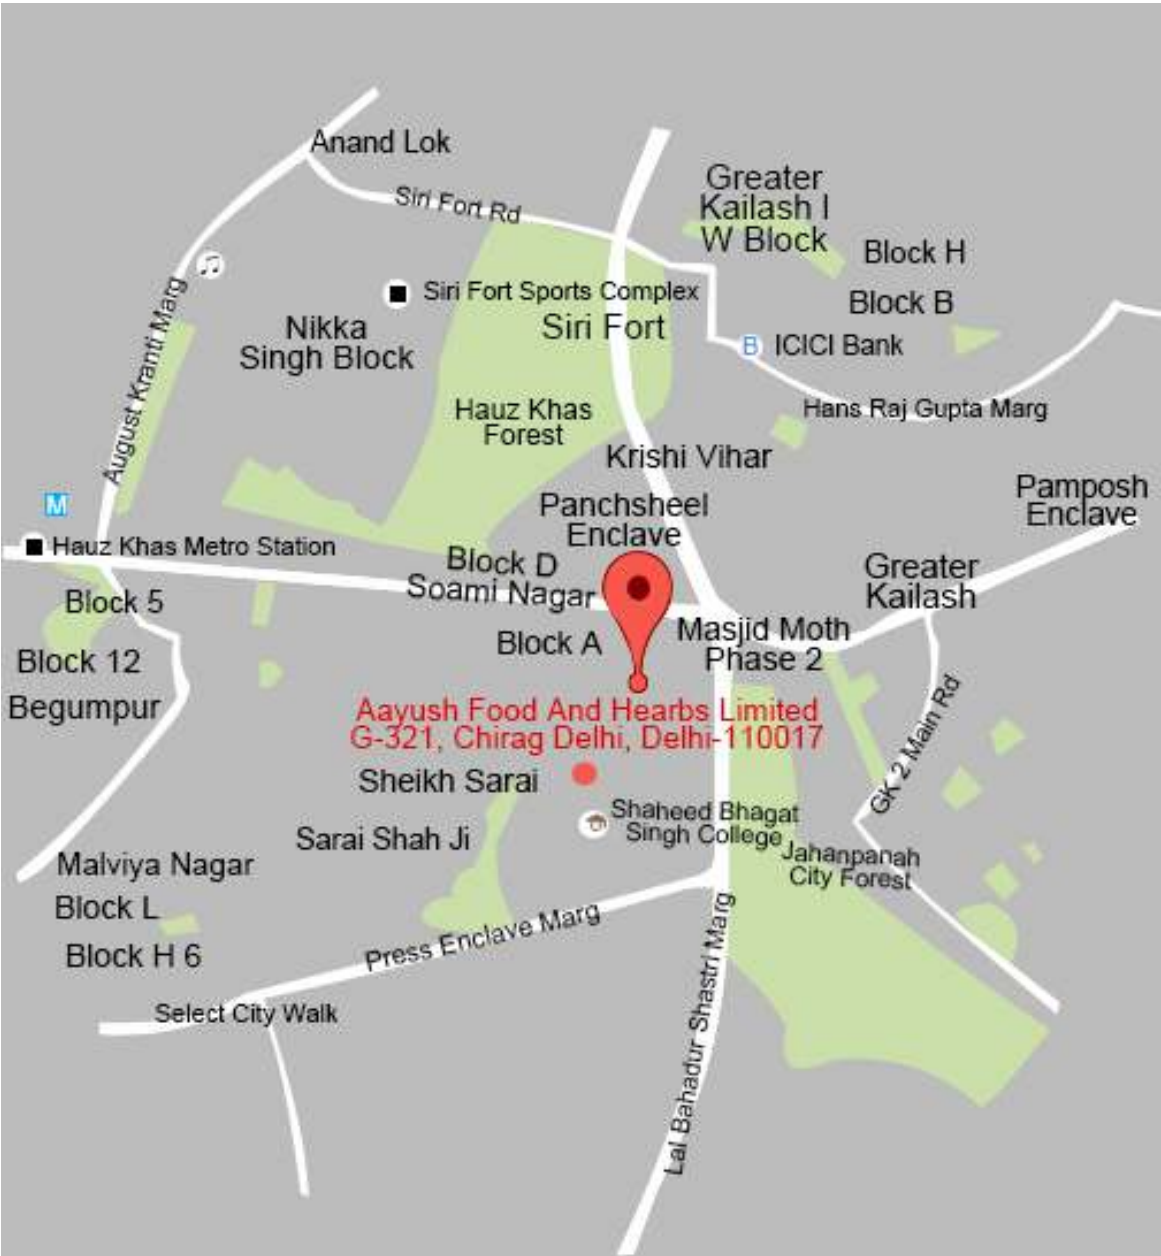 Anand Lok
Siri Fort Rd
Greater
Kailash I
W Block
Block H
Siri Fort Sports Complex
Block B
Nikka
Singh Block
Siri Fort
B
ICICI Bank
August Kranti Marg
Hauz Khas
Forest
Hans Raj Gupta Marg
Krishi Vihar
Pamposh
Enclave
M
Panchsheel
Enclave
Hauz Khas Metro Station
Block D
Soami Nagar
Greater
Kailash
Block 5
Block A
Masjid Moth
Phase 2
Block 12
Begumpur
Aayush Food And Hearbs Limited
G-321, Chirag Delhi, Delhi-110017
GK 2 Main Rd
Sheikh Sarai
Shaheed Bhagat
Singh College
Sarai Shah Ji
Jahanpanah
City Forest
Malviya Nagar
Block L
Press Enclave Marg
Block H 6
Select City Walk
Lal Bahadur Shastri Marg